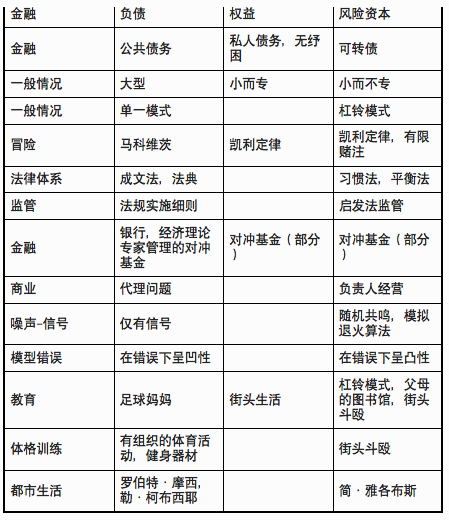 金融 负债 权益 风险资本
金融 公共债务 私人债务，无纾困 可转债
一般情况 大型 小而专 小而不专
一般情况 单一模式 杠铃模式
冒险 马科维茨 凯利定律 凯利定律，有限赌注
法律体系 成文法，法典 习惯法，平衡法
监管 法规实施细则 启发法监管
金融 银行，经济理论专家管理的对冲基金 对冲基金（部分） 对冲基金（部分）
商业 代理问题 负责人经营
噪声-信号 仅有信号 随机共鸣，模拟退火算法
模型错误 在错误下呈凹性 在错误下呈凸性
教育 足球妈妈 街头生活 杠铃模式，父母的图书馆，街头斗殴
体格训练 有组织的体育活动，健身器材 街头斗殴
都市生活 罗伯特·摩西，勒·柯布西耶 简·雅各布斯